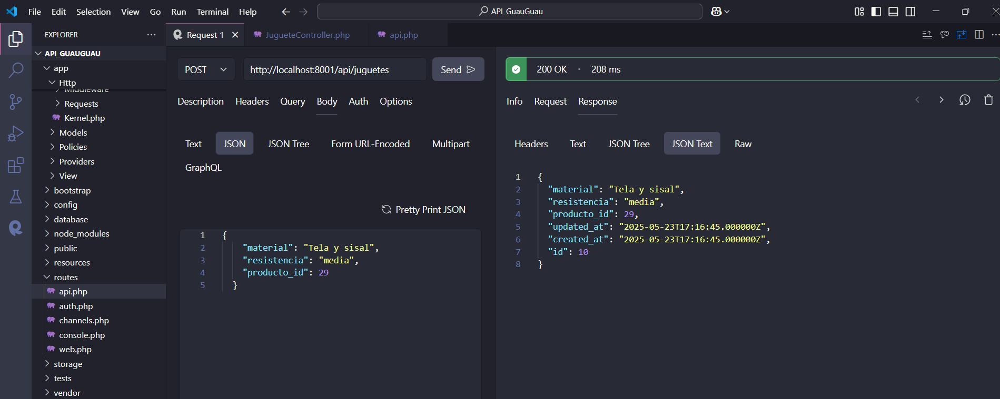 File Edit Selection View Go Run Terminal Help API_GuauGuau
EXPLORER
API_GUAUGUAU
app
Http
Middleware
Requests
Kernel.php
Models
Policies
Providers
View
bootstrap
config
database
node_modules
public
resources
routes
api.php
auth.php
channels.php
console.php
web.php
storage
tests
vendor
Request 1 JugueteController.php api.php
POST http://localhost:8001/api/juguetes Send
Description Headers Query Body Auth Options
Text JSON JSON Tree Form URL-Encoded Multipart
GraphQL
Pretty Print JSON
1 {
2 "material": "Tela y sisal",
3 "resistencia": "media",
4 "producto_id": 29
5 }
200 OK · 208 ms
Info Request Response
Headers Text JSON Tree JSON Text Raw
1 {
2 "material": "Tela y sisal",
3 "resistencia": "media",
4 "producto_id": 29,
5 "updated_at": "2025-05-23T17:16:45.000000Z",
6 "created_at": "2025-05-23T17:16:45.000000Z",
7 "id": 10
8 }